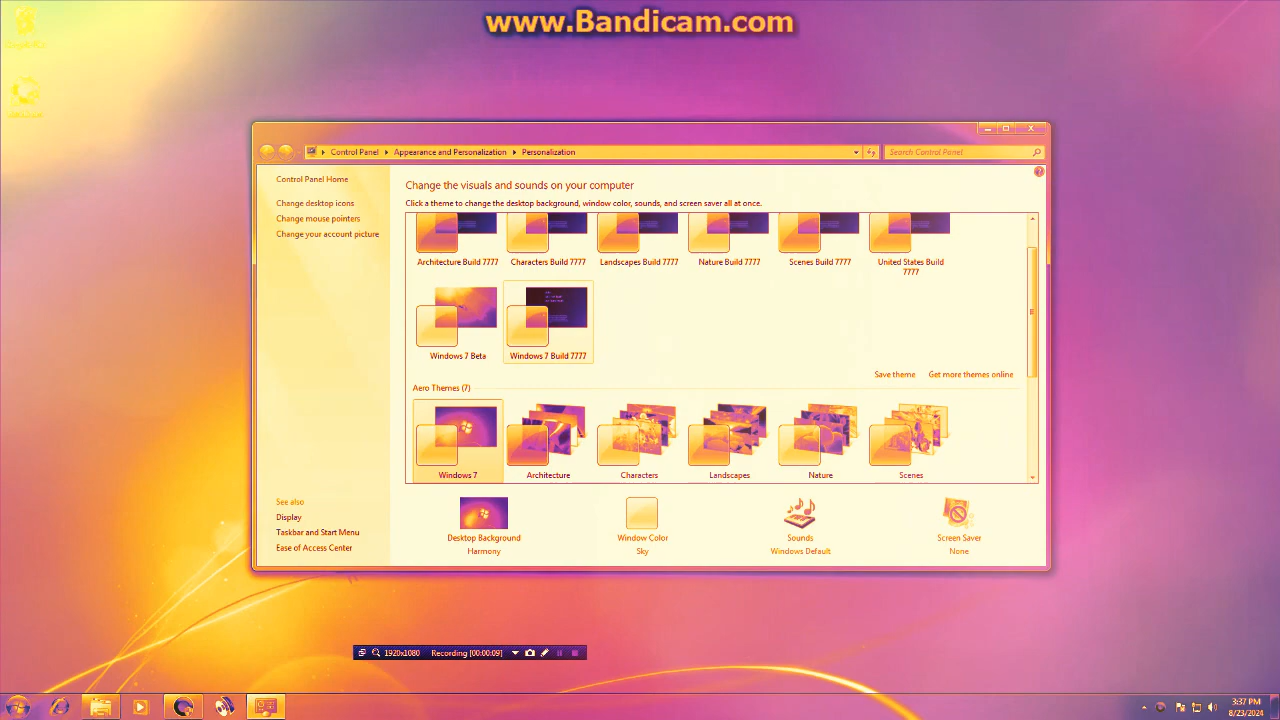 www.Bandicam.com
Control Panel
Appearance and Personalization
Personalization
Search Control Panel
Control Panel Home
Change desktop icons
Change mouse pointers
Change your account picture
Change the visuals and sounds on your computer
Click a theme to change the desktop background, window color, sounds, and screen saver all at once.
Architecture Build 7777
Characters Build 7777
Landscapes Build 7777
Nature Build 7777
Scenes Build 7777
United States Build
7777
Windows 7 Beta
Windows 7 Build 7777
Save theme
Get more themes online
Aero Themes (7)
Windows 7
Architecture
Characters
Landscapes
Nature
Scenes
See also
Display
Taskbar and Start Menu
Ease of Access Center
Desktop Background
Harmony
Window Color
Sky
Sounds
Windows Default
Screen Saver
None
1920x1080 Recording [00:00:09]
3:37 PM
8/23/2024